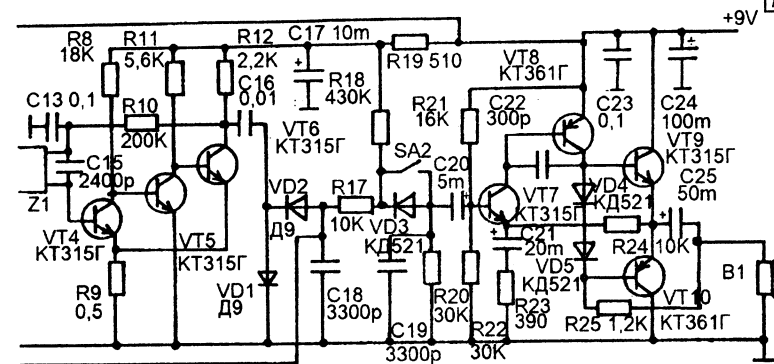 +9V
R8
18K
R11
5,6K
R12
2,2K
C17 10m
R19 510
VT8
КТ361Г
C16
0,01
R18
430K
R21
16K
C22
300p
C23
0,1
C24
100m
C13 0,1
R10
200K
VT6
КТ315Г
SA2
C20
5m
VT9
КТ315Г
C25
50m
C15
2400p
Z1
VD2
Д9
R17
10K
VD3
КД521
VT7
КТ315Г
VD4
КД521
VT4
КТ315Г
VT5
КТ315Г
C21
20m
R24
10K
VD5
КД521
B1
R9
0,5
VD1
Д9
C18
3300p
R20
30K
R23
390
VT10
КТ361Г
C19
3300p
R22
30K
R25 1,2K